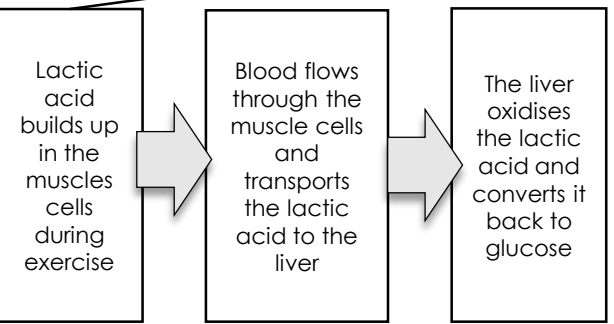 Lactic
acid
builds up
in the
muscles
cells
during
exercise
Blood flows
through the
muscle cells
and
transports
the lactic
acid to the
liver
The liver
oxidises
the lactic
acid and
converts it
back to
glucose